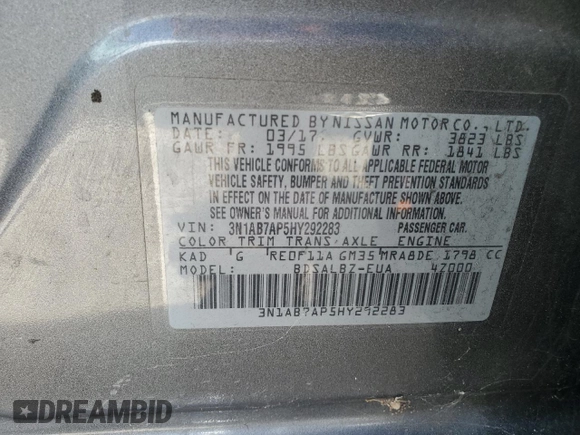 MANUFACTURED BY NISSAN MOTOR CO., LTD.
DATE: 03/17 GVWR: 3823 LBS
GAWR FR: 1995 LBS GAWR RR: 1841 LBS
THIS VEHICLE CONFORMS TO ALL APPLICABLE FEDERAL MOTOR
VEHICLE SAFETY, BUMPER AND THEFT PREVENTION STANDARDS
IN EFFECT ON THE DATE OF MANUFACTURE SHOWN ABOVE.
SEE OWNER'S MANUAL FOR ADDITIONAL INFORMATION.
VIN: 3N1AB7AP5HY292283 PASSENGER CAR.
COLOR TRIM TRANS AXLE ENGINE
KAD G RE0F11A GM35 MRA8DE 1798 CC
MODEL: BDSALBZ-EUA 4Z000
3N1AB7AP5HY292283
DREAMBID